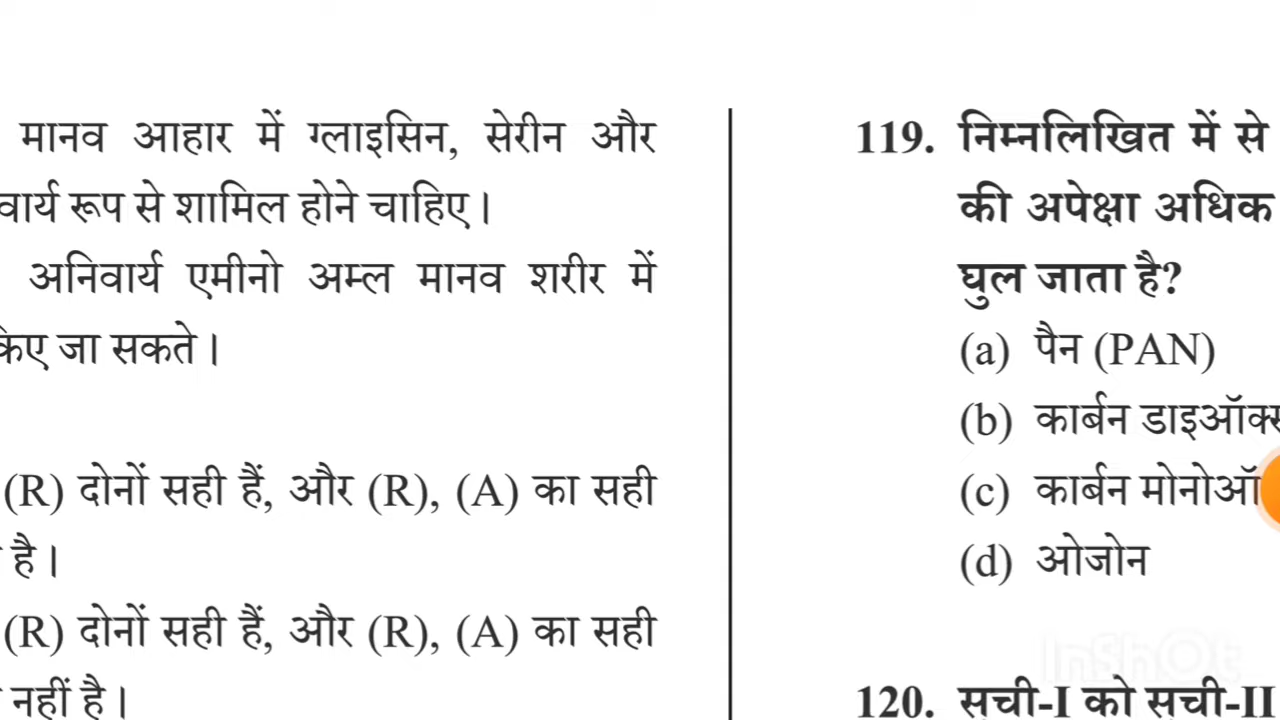 मानव आहार में ग्लाइसिन, सेरीन और
रूप से शामिल होने चाहिए।
अनिवार्य एमीनो अम्ल मानव शरीर में
किए जा सकते।
(R) दोनों सही हैं, और (R), (A) का सही
है।
(R) दोनों सही हैं, और (R), (A) का सही
नहीं है।
119. निम्नलिखित में से
की अपेक्षा अधिक
घुल जाता है?
(a) पैन (PAN)
(b) कार्बन
(c) कार्बन
(d) ओजोन
120. सूची-I को सूची-II
InShOt